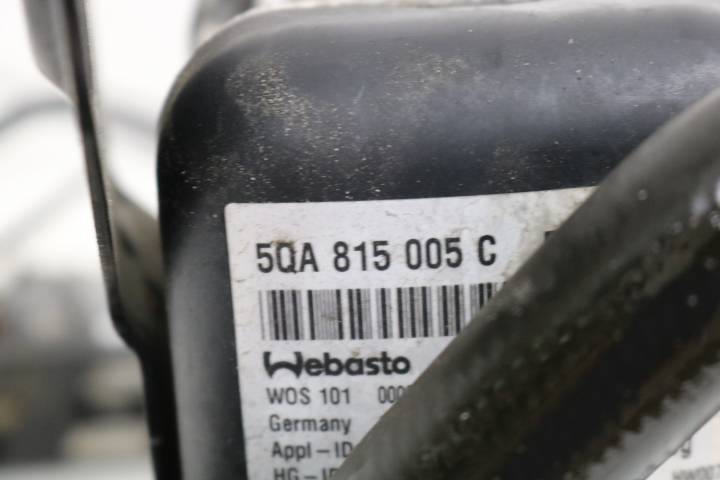 5QA 815 005 C
Webasto
WOS 101
Germany
Appl-ID